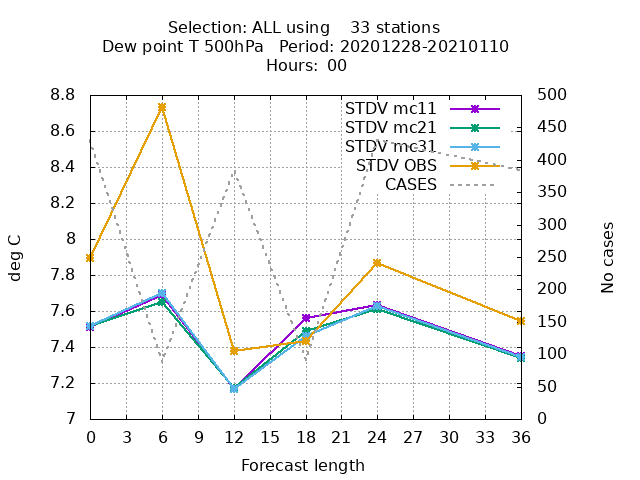 Selection: ALL using    33 stations
Dew point T 500hPa   Period: 20201228-20210110
Hours:  00
STDV mc11
STDV mc21
STDV mc31
STDV OBS
CASES
8.8
8.6
8.4
8.2
8
7.8
7.6
7.4
7.2
7
500
450
400
350
300
250
200
150
100
50
0
deg C
No cases
0 3 6 9 12 15 18 21 24 27 30 33 36
Forecast length